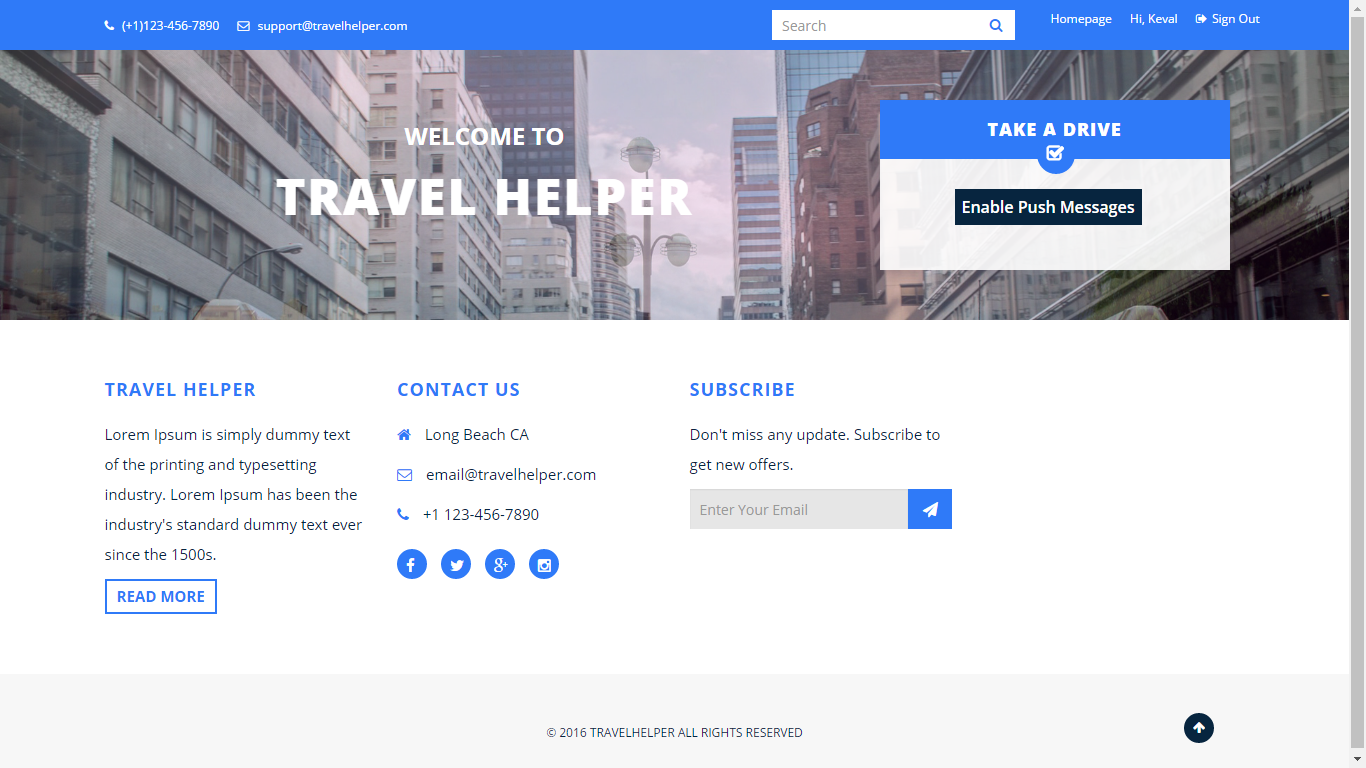 (+1)123-456-7890 support@travelhelper.com Search Homepage Hi, Keval Sign Out
WELCOME TO
TRAVEL HELPER
TAKE A DRIVE
Enable Push Messages
TRAVEL HELPER
Lorem Ipsum is simply dummy text
of the printing and typesetting
industry. Lorem Ipsum has been the
industry's standard dummy text ever
since the 1500s.
READ MORE
CONTACT US
Long Beach CA
email@travelhelper.com
+1 123-456-7890
SUBSCRIBE
Don't miss any update. Subscribe to
get new offers.
Enter Your Email
© 2016 TRAVELHELPER ALL RIGHTS RESERVED